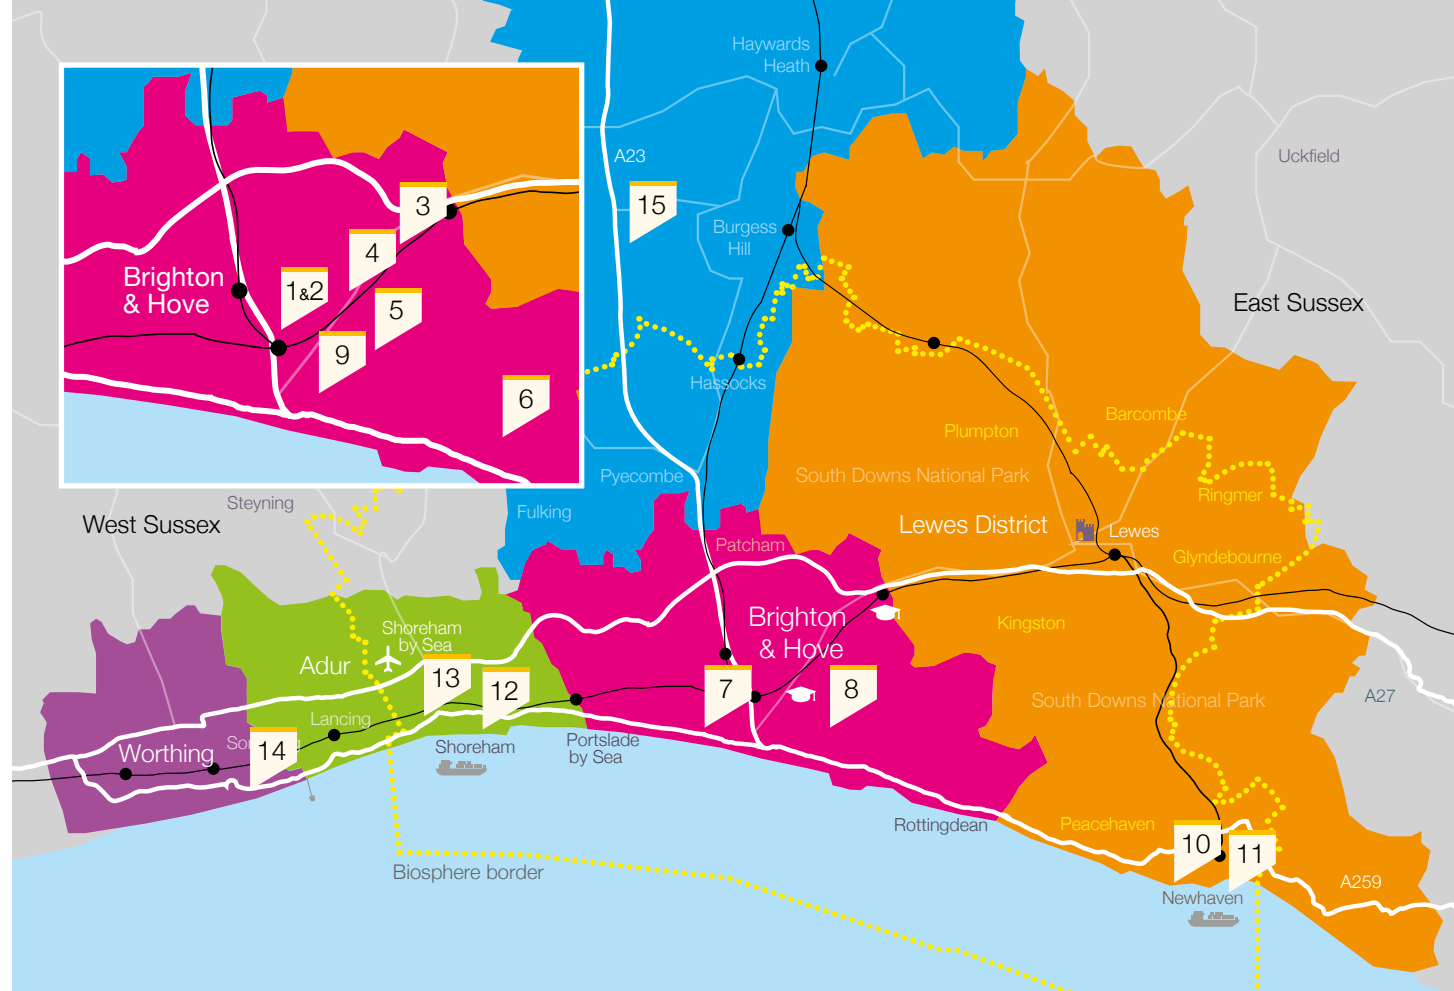 Haywards
Heath
A23
Uckfield
15
3
Burgess
Hill
4
Brighton
& Hove
1&2
5
East Sussex
9
Hassocks
6
Barcombe
Plumpton
Pyecombe
South Downs National Park
Ringmer
Steyning
Fulking
West Sussex
Lewes District
Lewes
Patcham
Glyndebourne
Brighton
& Hove
Kingston
Shoreham
by Sea
Adur
13
12
7
8
South Downs National Park
A27
Lancing
Worthing
14
Shoreham
Portslade
by Sea
Rottingdean
Peacehaven
10
11
Biosphere border
A259
Newhaven